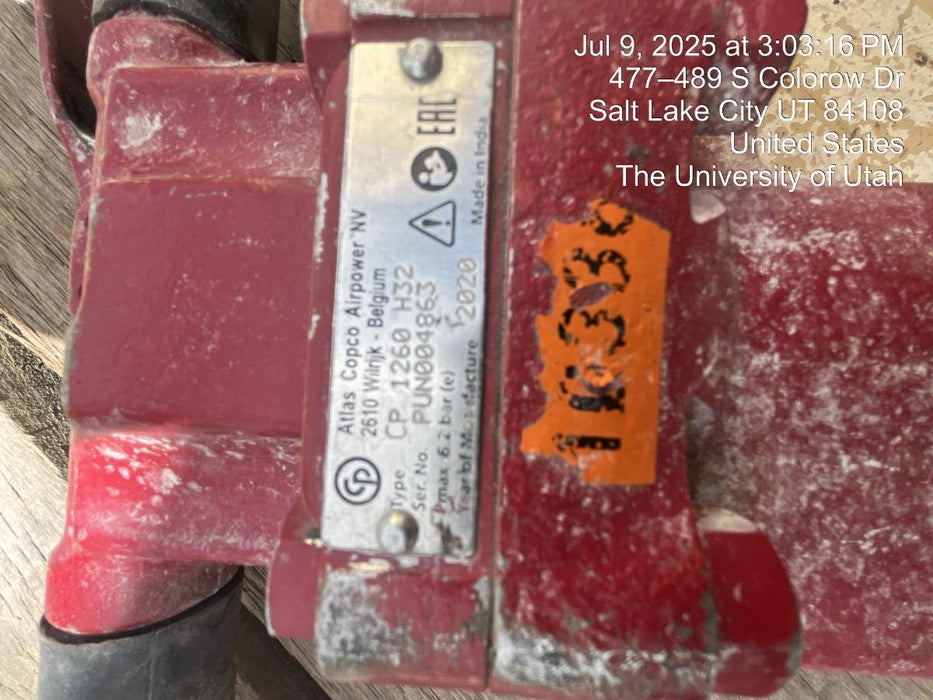 Jul 9, 2025 at 3:03:16 PM
477–489 S Colorow Dr
Salt Lake City UT 84108
United States
The University of Utah
CP
Atlas Copco Airpower NV
2610 Wilrijk - Belgium
Type CP 1260 H32
Ser. No. PUN004863
Pmax 6.2 bar (e)
Year of Manufacture 2020
EAC
Made in India